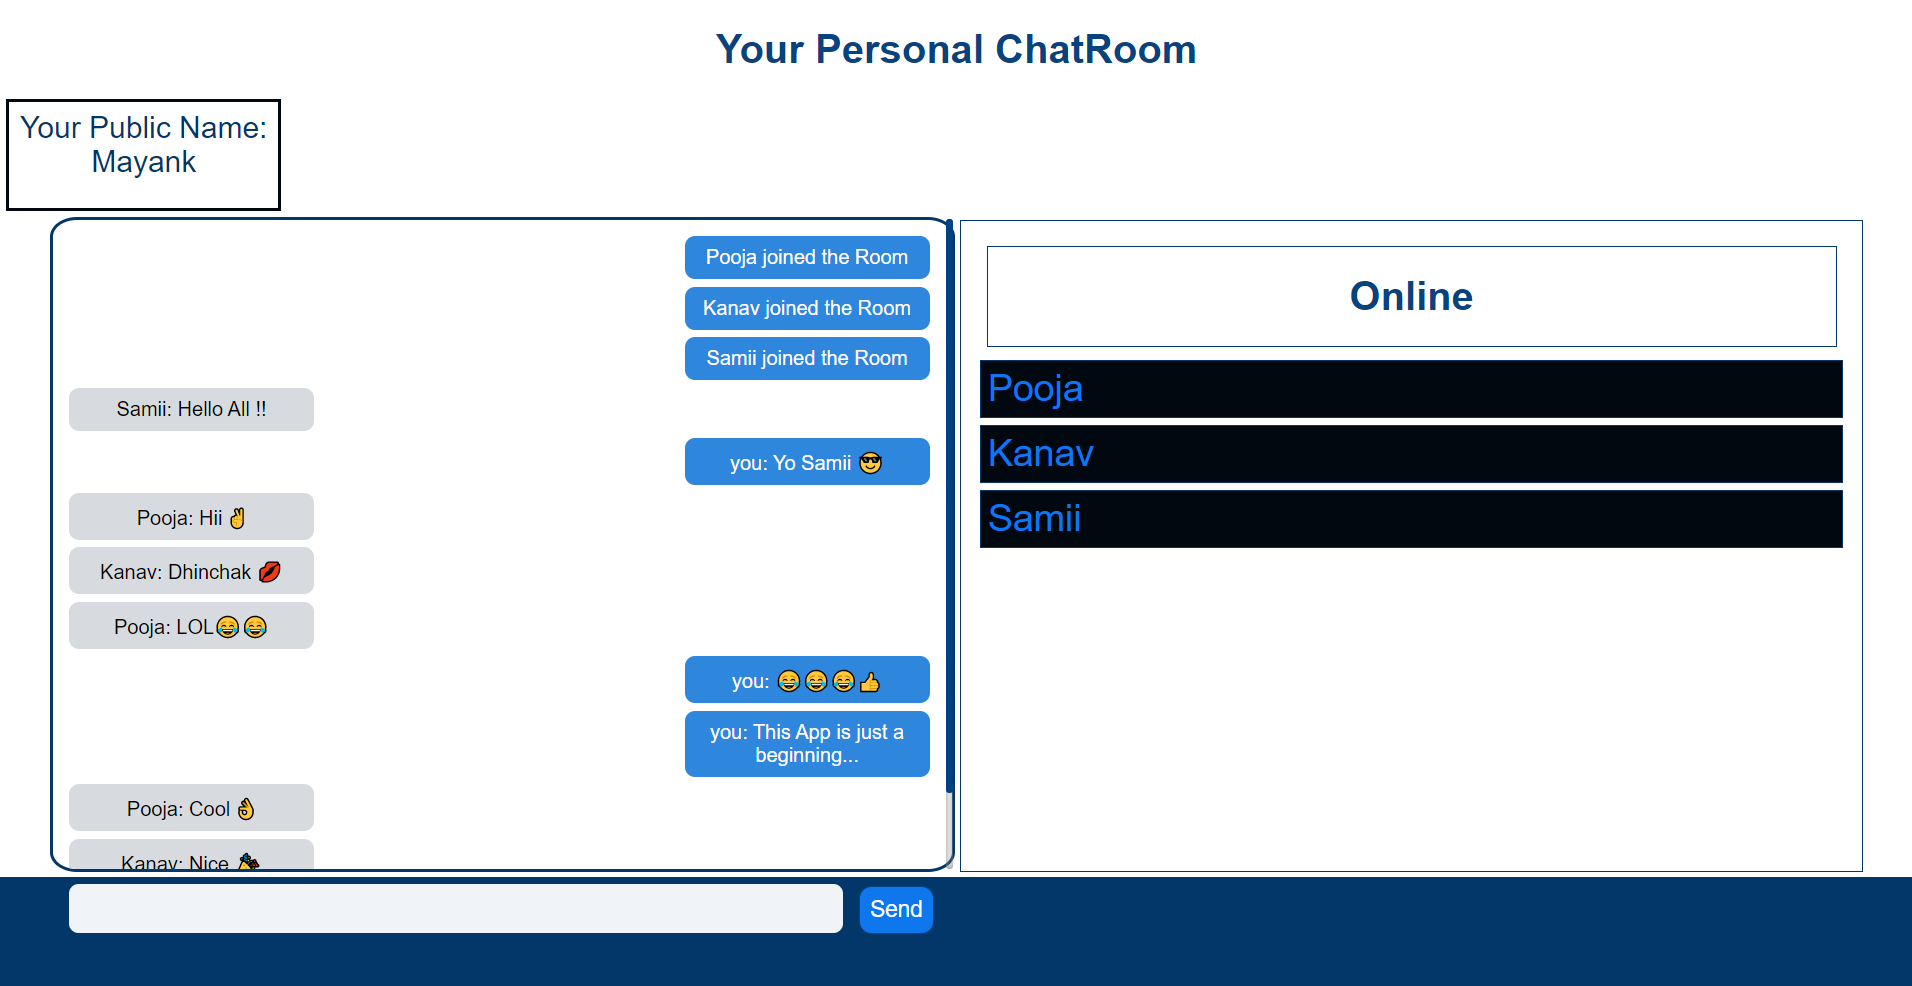 Your Personal ChatRoom
Your Public Name:
Mayank
Pooja joined the Room
Kanav joined the Room
Samii joined the Room
Samii: Hello All !!
you: Yo Samii 😎
Pooja: Hii ✌️
Kanav: Dhinchak 💋
Pooja: LOL😂😂
you: 😂😂😂👍
you: This App is just a
beginning...
Pooja: Cool 👌
Kanav: Nice 🎉
Send
Online
Pooja
Kanav
Samii